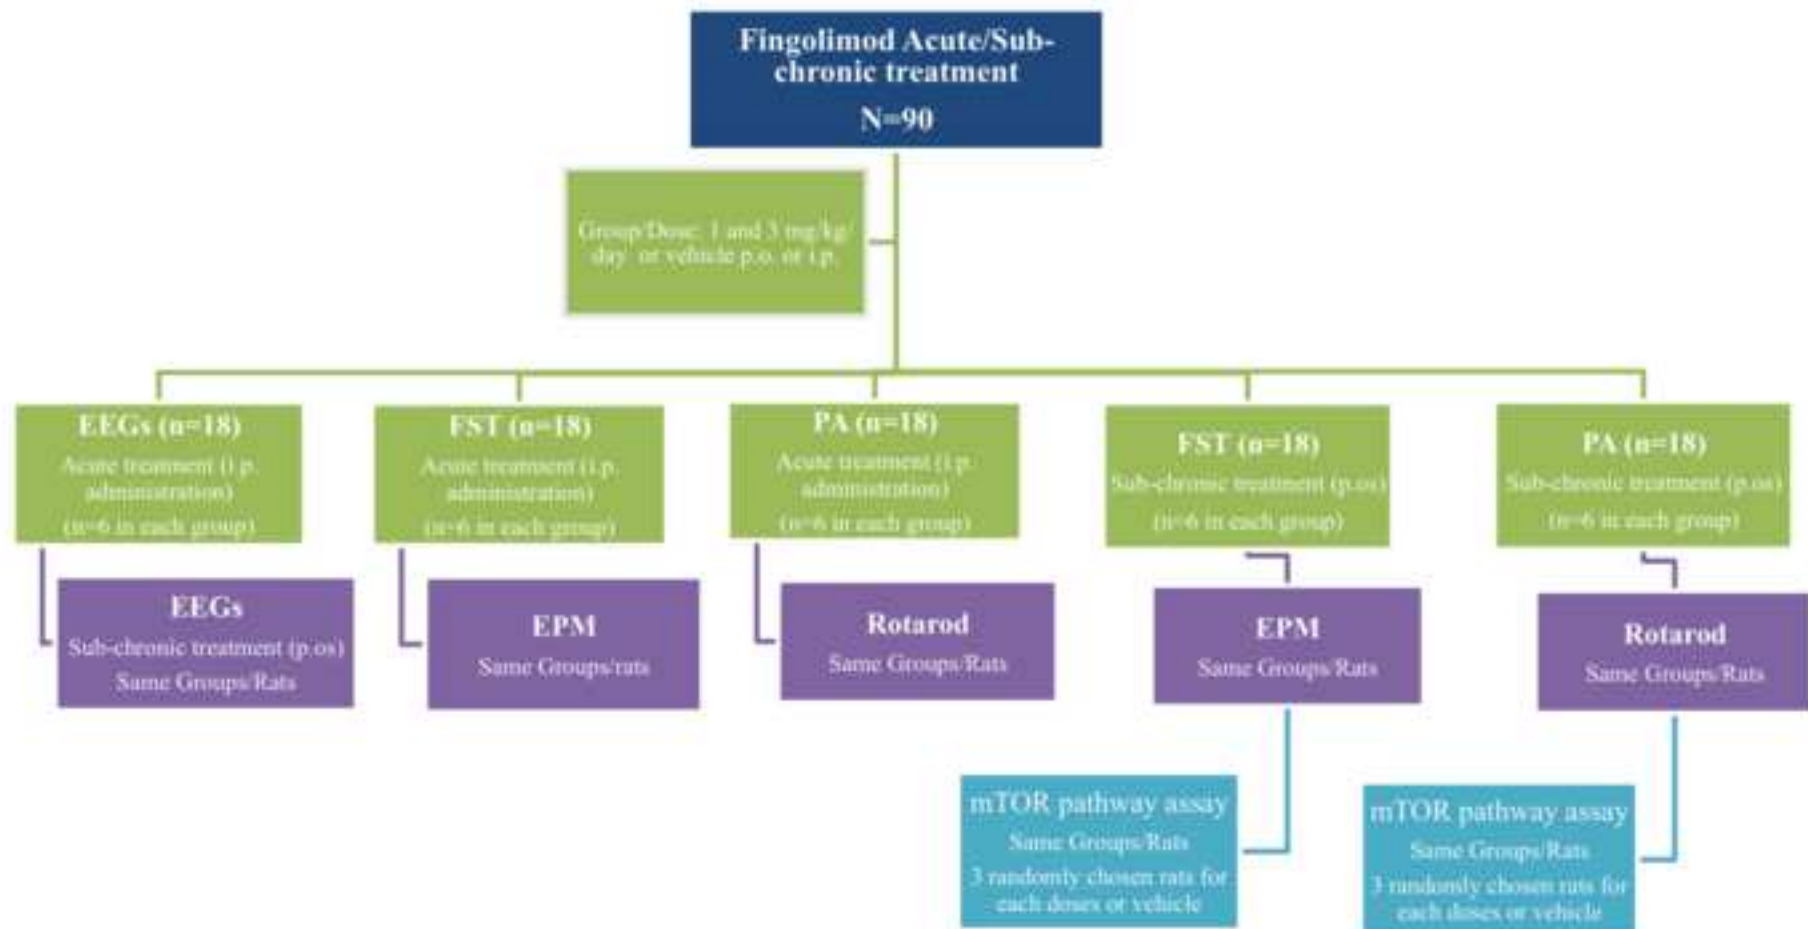 Fingolimod Acute/Sub-
chronic treatment
N=90
Group/Dose: 1 and 3 mg/kg/
day or vehicle p.o. or i.p.
EEGs (n=18)
Acute treatment (i.p.
administration)
(n=6 in each group)
FST (n=18)
Acute treatment (i.p.
administration)
(n=6 in each group)
PA (n=18)
Acute treatment (i.p.
administration)
(n=6 in each group)
FST (n=18)
Sub-chronic treatment (p.os)
(n=6 in each group)
PA (n=18)
Sub-chronic treatment (p.os)
(n=6 in each group)
EEGs
Sub-chronic treatment (p.os)
Same Groups/Rats
EPM
Same Groups/rats
Rotarod
Same Groups/Rats
EPM
Same Groups/Rats
Rotarod
Same Groups/Rats
mTOR pathway assay
Same Groups/Rats
3 randomly chosen rats for
each doses or vehicle
mTOR pathway assay
Same Groups/Rats
3 randomly chosen rats for
each doses or vehicle